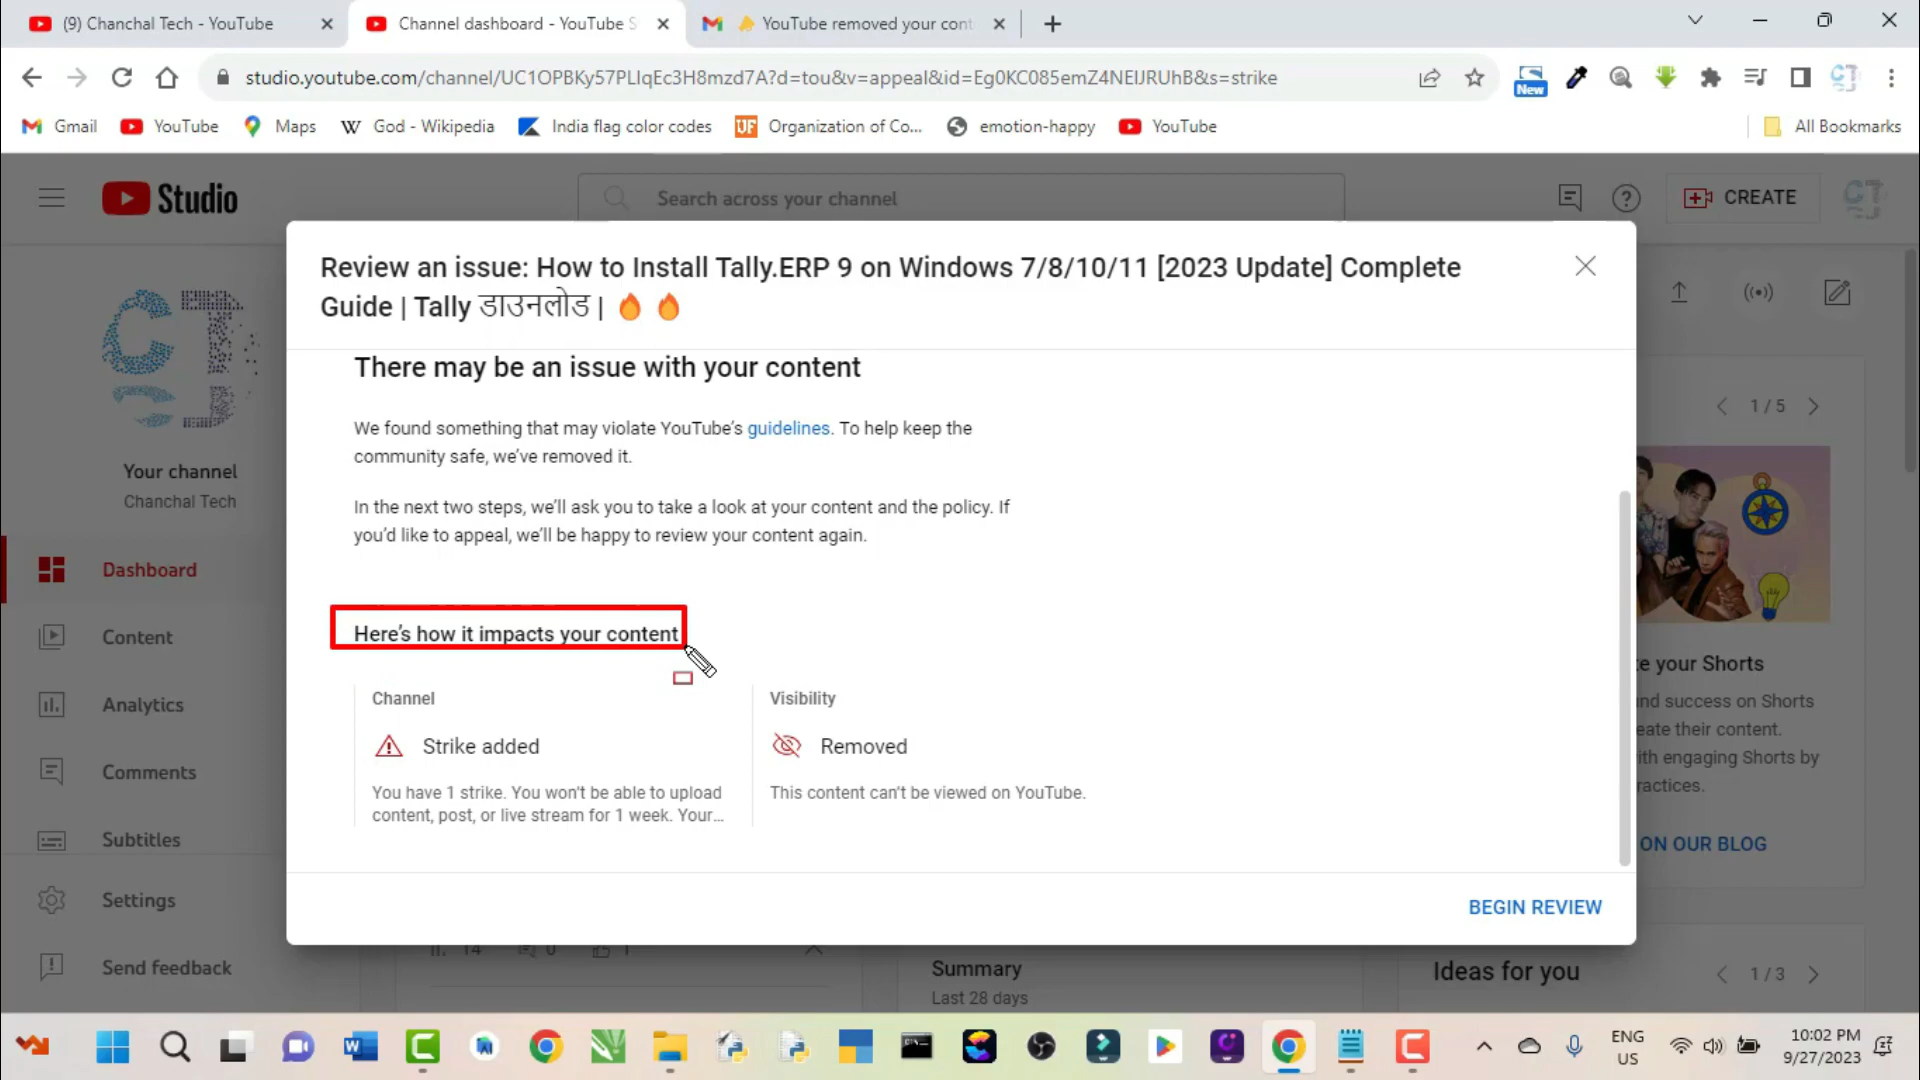 (9) Chanchal Tech - YouTube
Channel dashboard - YouTube S
YouTube removed your cont
studio.youtube.com/channel/UC1OPBKy57PLIqEc3H8mzd7A?d=tou&v=appeal&id=Eg0KC085emZ4NElJRUhB&s=strike
New
Gmail
YouTube
Maps
God - Wikipedia
India flag color codes
Organization of Co...
emotion-happy
YouTube
All Bookmarks
Studio
Search across your channel
CREATE
Review an issue: How to Install Tally.ERP 9 on Windows 7/8/10/11 [2023 Update] Complete
Guide | Tally डाउनलोड | 🔥 🔥
There may be an issue with your content
We found something that may violate YouTube's guidelines. To help keep the
community safe, we've removed it.
In the next two steps, we'll ask you to take a look at your content and the policy. If
you'd like to appeal, we'll be happy to review your content again.
Here's how it impacts your content
Channel
Strike added
You have 1 strike. You won't be able to upload
content, post, or live stream for 1 week. Your...
Visibility
Removed
This content can't be viewed on YouTube.
BEGIN REVIEW
Your channel
Chanchal Tech
Dashboard
Content
Analytics
Comments
Subtitles
Settings
Send feedback
1 / 5
te your Shorts
nd success on Shorts
eate their content.
ith engaging Shorts by
ractices.
ON OUR BLOG
14
0
1
Summary
Last 28 days
Ideas for you
1 / 3
ENG
US
10:02 PM
9/27/2023